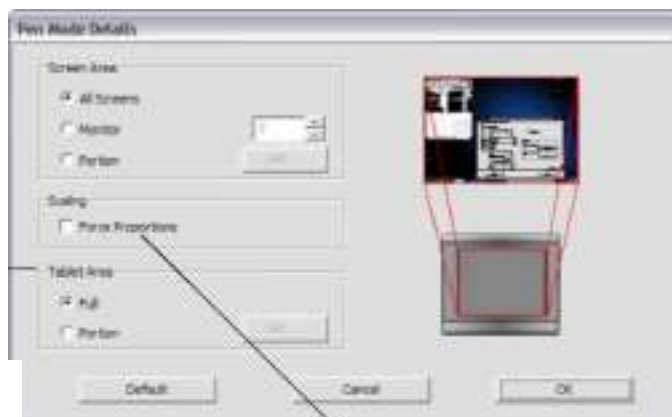 Pen Mode Details
Screen Area
All Screens
Monitor
Portion
Scaling
Force Proportions
Tablet Area
Full
Portion
Default
Cancel
OK